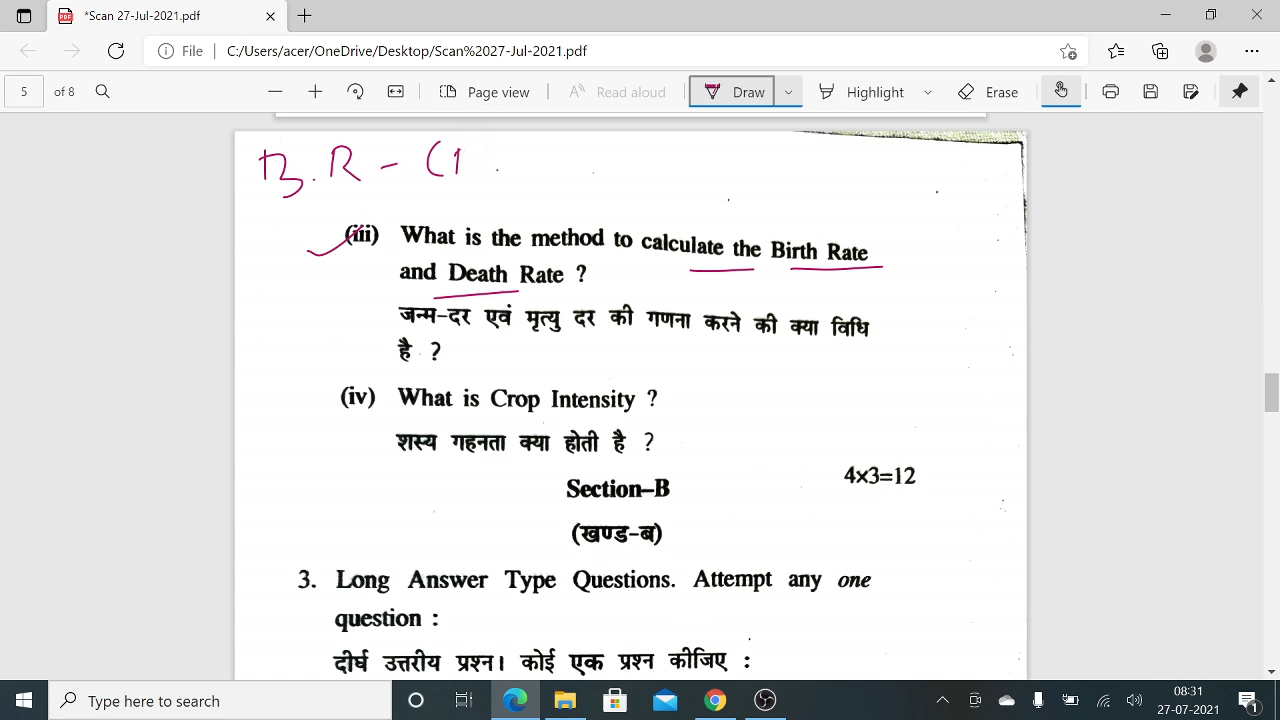 *Scan 27-Jul-2021.pdf
File C:/Users/acer/OneDrive/Desktop/Scan%2027-Jul-2021.pdf
5 of 8 Page view Read aloud Draw Highlight Erase
B.R - (
(iii) What is the method to calculate the Birth Rate
and Death Rate ?
जन्म-दर एवं मृत्यु दर की गणना करने की क्या विधि
है ?
(iv) What is Crop Intensity ?
शस्य गहनता क्या होती है ?
4×3=12
Section–B
(खण्ड-ब)
3. Long Answer Type Questions. Attempt any one
question :
दीर्घ उत्तरीय प्रश्न। कोई एक प्रश्न कीजिए :
Type here to search
08:31
27-07-2021
1